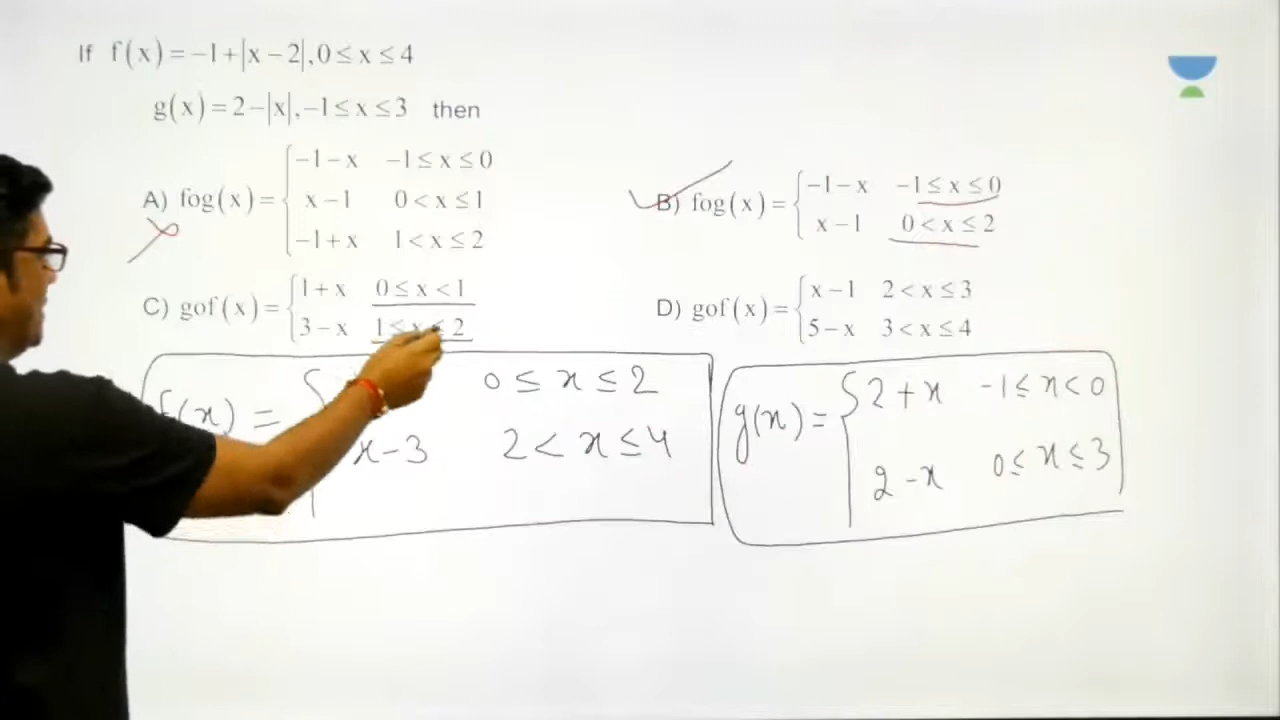 If f(x) = −1+|x−2|, 0 ≤ x ≤ 4
g(x) = 2−|x|, −1 ≤ x ≤ 3 then
A) fog(x) = { −1−x −1 ≤ x ≤ 0
x−1 0 < x ≤ 1
−1+x 1 < x ≤ 2
B) fog(x) = { −1−x −1 ≤ x ≤ 0
x−1 0 < x ≤ 2
C) gof(x) = { 1+x 0 ≤ x < 1
3−x 1 ≤ x ≤ 2
D) gof(x) = { x−1 2 < x ≤ 3
5−x 3 < x ≤ 4
f(x) = { 0 ≤ x ≤ 2
x−3 2 < x ≤ 4
g(x) = { 2+x −1 ≤ x < 0
2−x 0 ≤ x ≤ 3